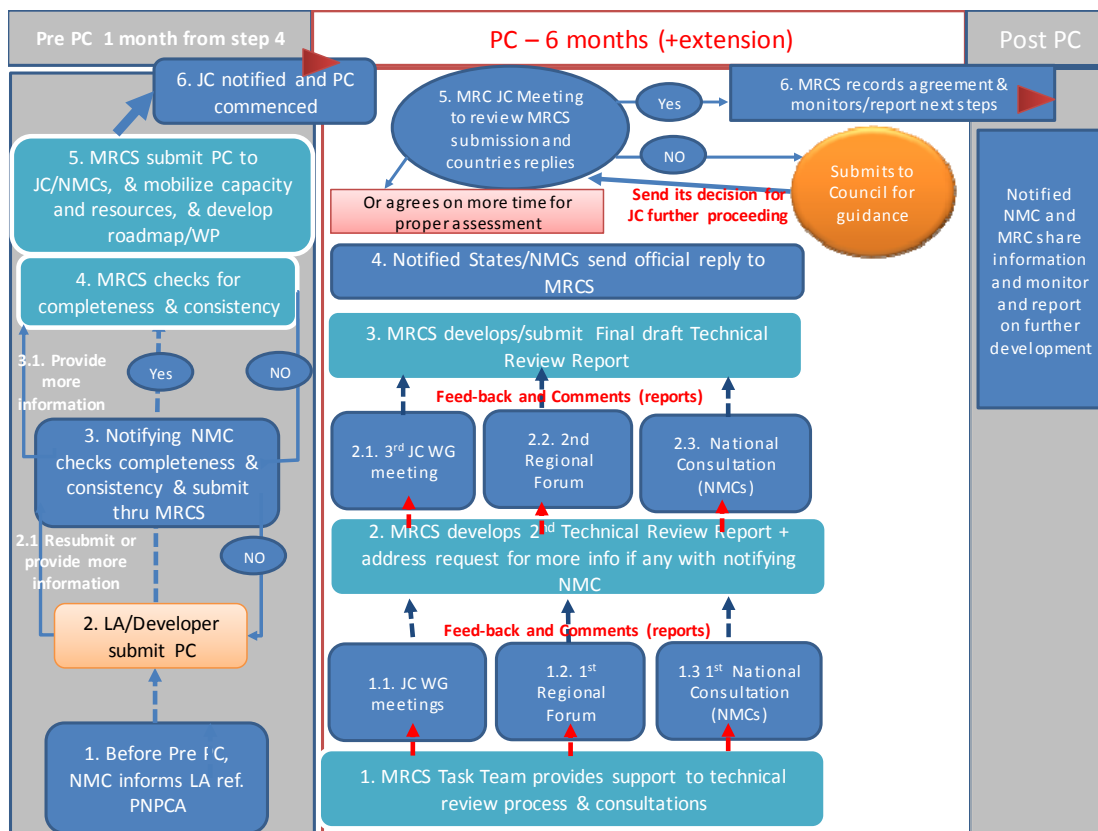 Pre PC 1 month from step 4
PC – 6 months (+extension)
Post PC
6. JC notified and PC
commenced
5. MRCS submit PC to
JC/NMCs, & mobilize capacity
and resources, & develop
roadmap/WP
4. MRCS checks for
completeness & consistency
3.1. Provide
more
information
Yes
NO
3. Notifying NMC
checks completeness &
consistency & submit
thru MRCS
2.1 Resubmit or
provide more
information
NO
2. LA/Developer
submit PC
1. Before Pre PC,
NMC informs LA ref.
PNPCA
5. MRC JC Meeting
to review MRCS
submission and
countries replies
Yes
6. MRCS records agreement &
monitors/report next steps
NO
Submits to
Council for
guidance
Send its decision for
JC further proceeding
Or agrees on more time for
proper assessment
4. Notified States/NMCs send official reply to
MRCS
3. MRCS develops/submit Final draft Technical
Review Report
Feed-back and Comments (reports)
2.1. 3rd JC WG
meeting
2.2. 2nd
Regional
Forum
2.3. National
Consultation
(NMCs)
2. MRCS develops 2nd Technical Review Report +
address request for more info if any with notifying
NMC
Feed-back and Comments (reports)
1.1. JC WG
meetings
1.2. 1st
Regional
Forum
1.3 1st National
Consultation
(NMCs)
1. MRCS Task Team provides support to technical
review process & consultations
Notified
NMC and
MRC share
information
and monitor
and report
on further
development